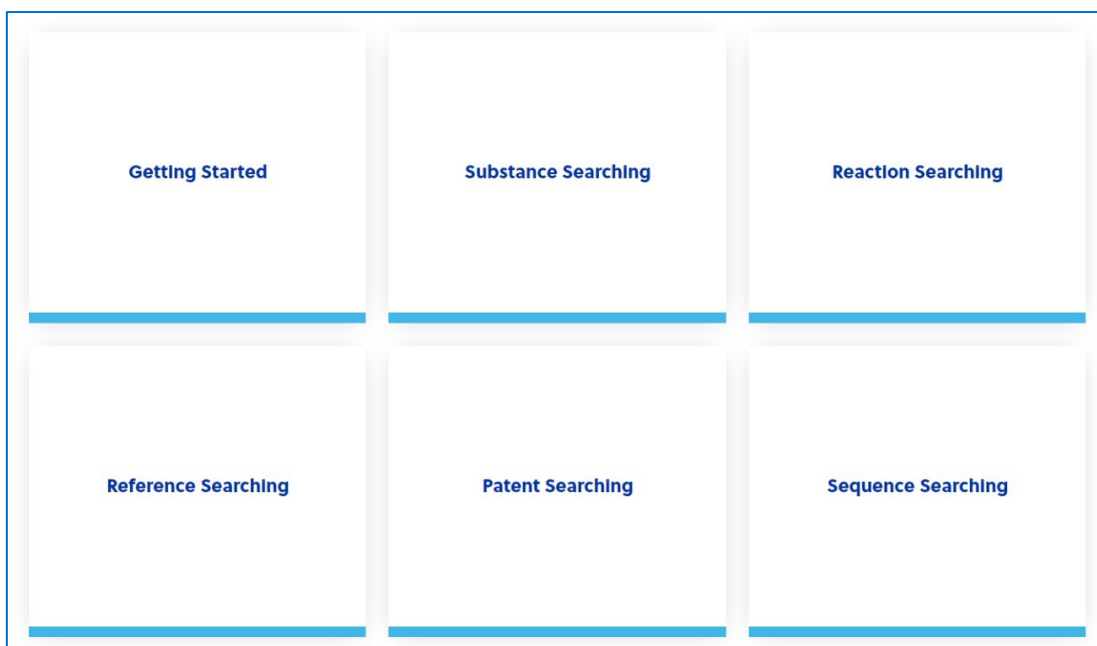 Getting Started
Substance Searching
Reaction Searching
Reference Searching
Patent Searching
Sequence Searching